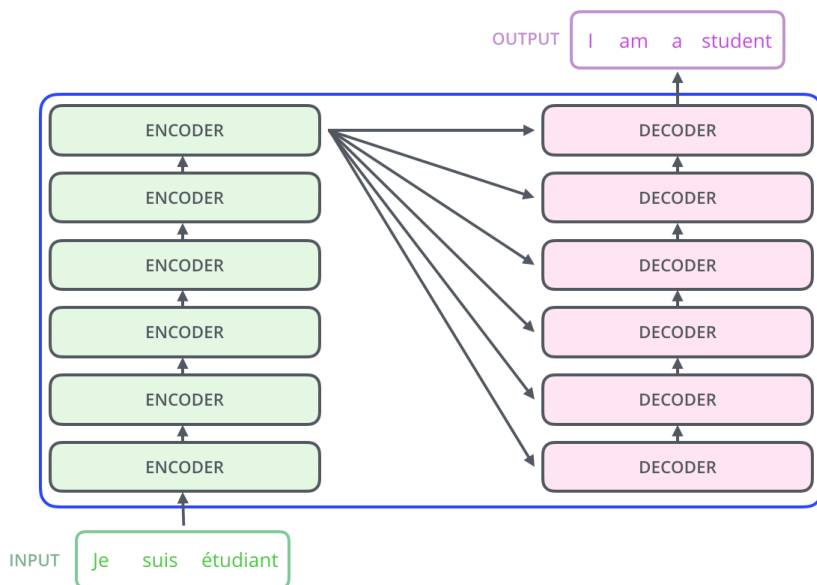 OUTPUT
I am a student
ENCODER
DECODER
ENCODER
DECODER
ENCODER
DECODER
ENCODER
DECODER
ENCODER
DECODER
ENCODER
DECODER
INPUT
Je suis étudiant